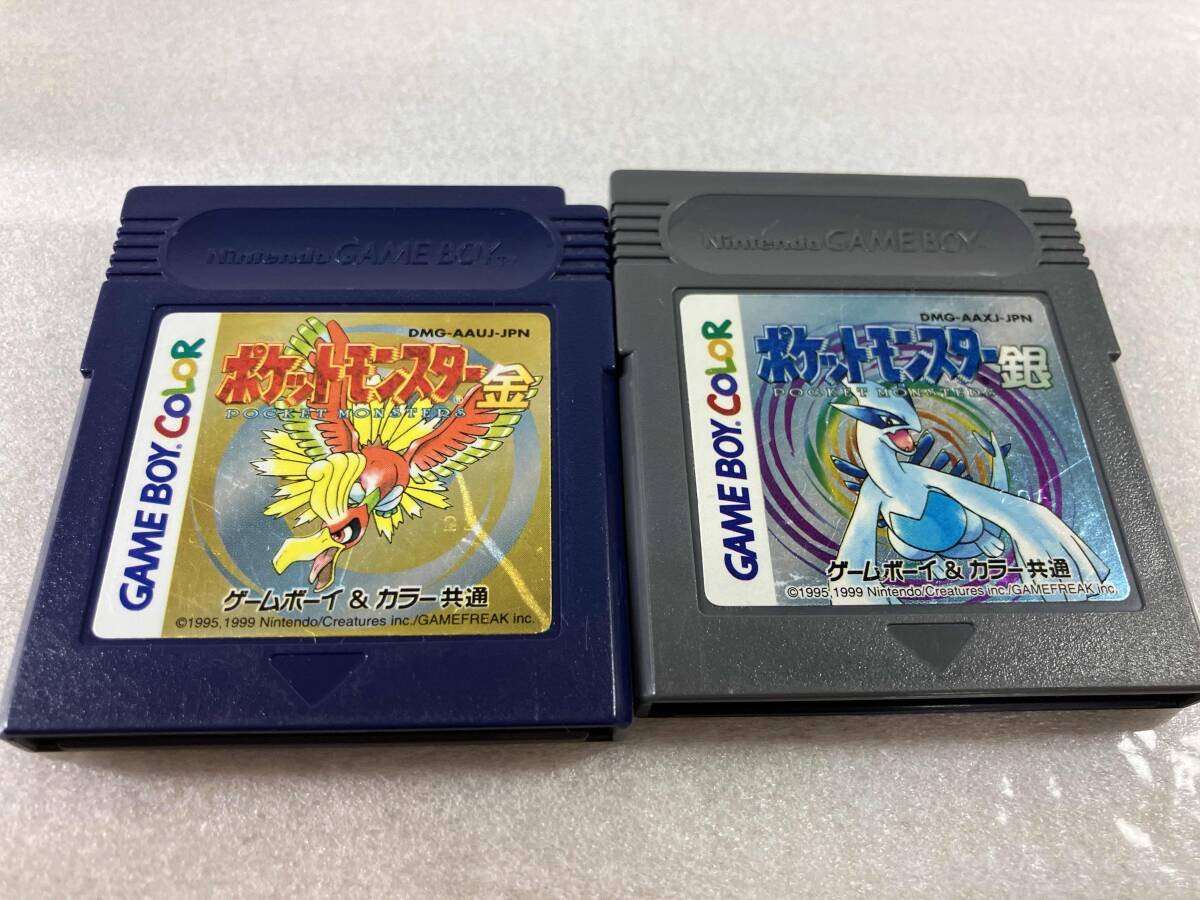 Nintendo GAME BOY TM
GAME BOY COLOR
DMG-AAUJ-JPN
ポケットモンスター金
POCKET MONSTERS
ゲームボーイ & カラー共通
©1995,1999 Nintendo/Creatures inc./GAMEFREAK inc.
Nintendo GAME BOY TM
GAME BOY COLOR
DMG-AAXJ-JPN
ポケットモンスター銀
POCKET MONSTERS
ゲームボーイ & カラー共通
©1995,1999 Nintendo/Creatures inc./GAMEFREAK inc.